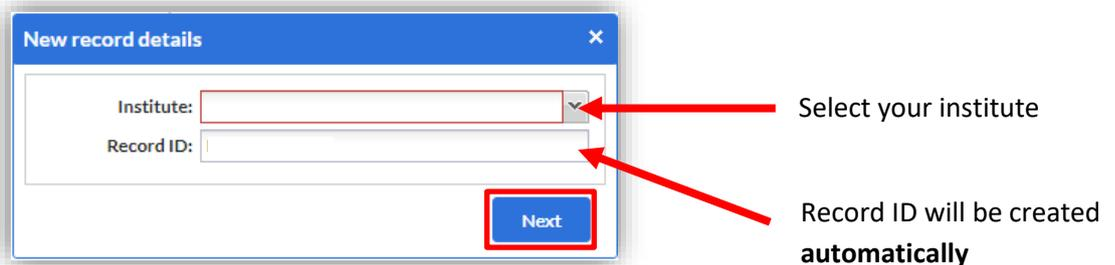 New record details ×
Institute:
Select your institute
Record ID:
Next
Record ID will be created
automatically